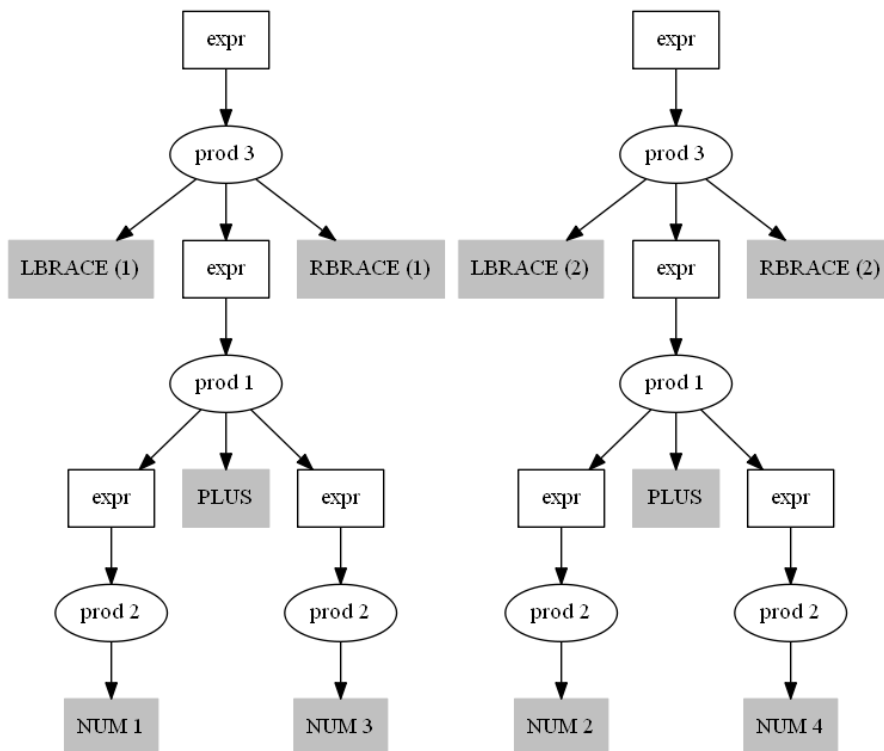 expr
expr
prod 3
prod 3
LBRACE (1)
expr
RBRACE (1)
LBRACE (2)
expr
RBRACE (2)
prod 1
prod 1
expr
PLUS
expr
expr
PLUS
expr
prod 2
prod 2
prod 2
prod 2
NUM 1
NUM 3
NUM 2
NUM 4